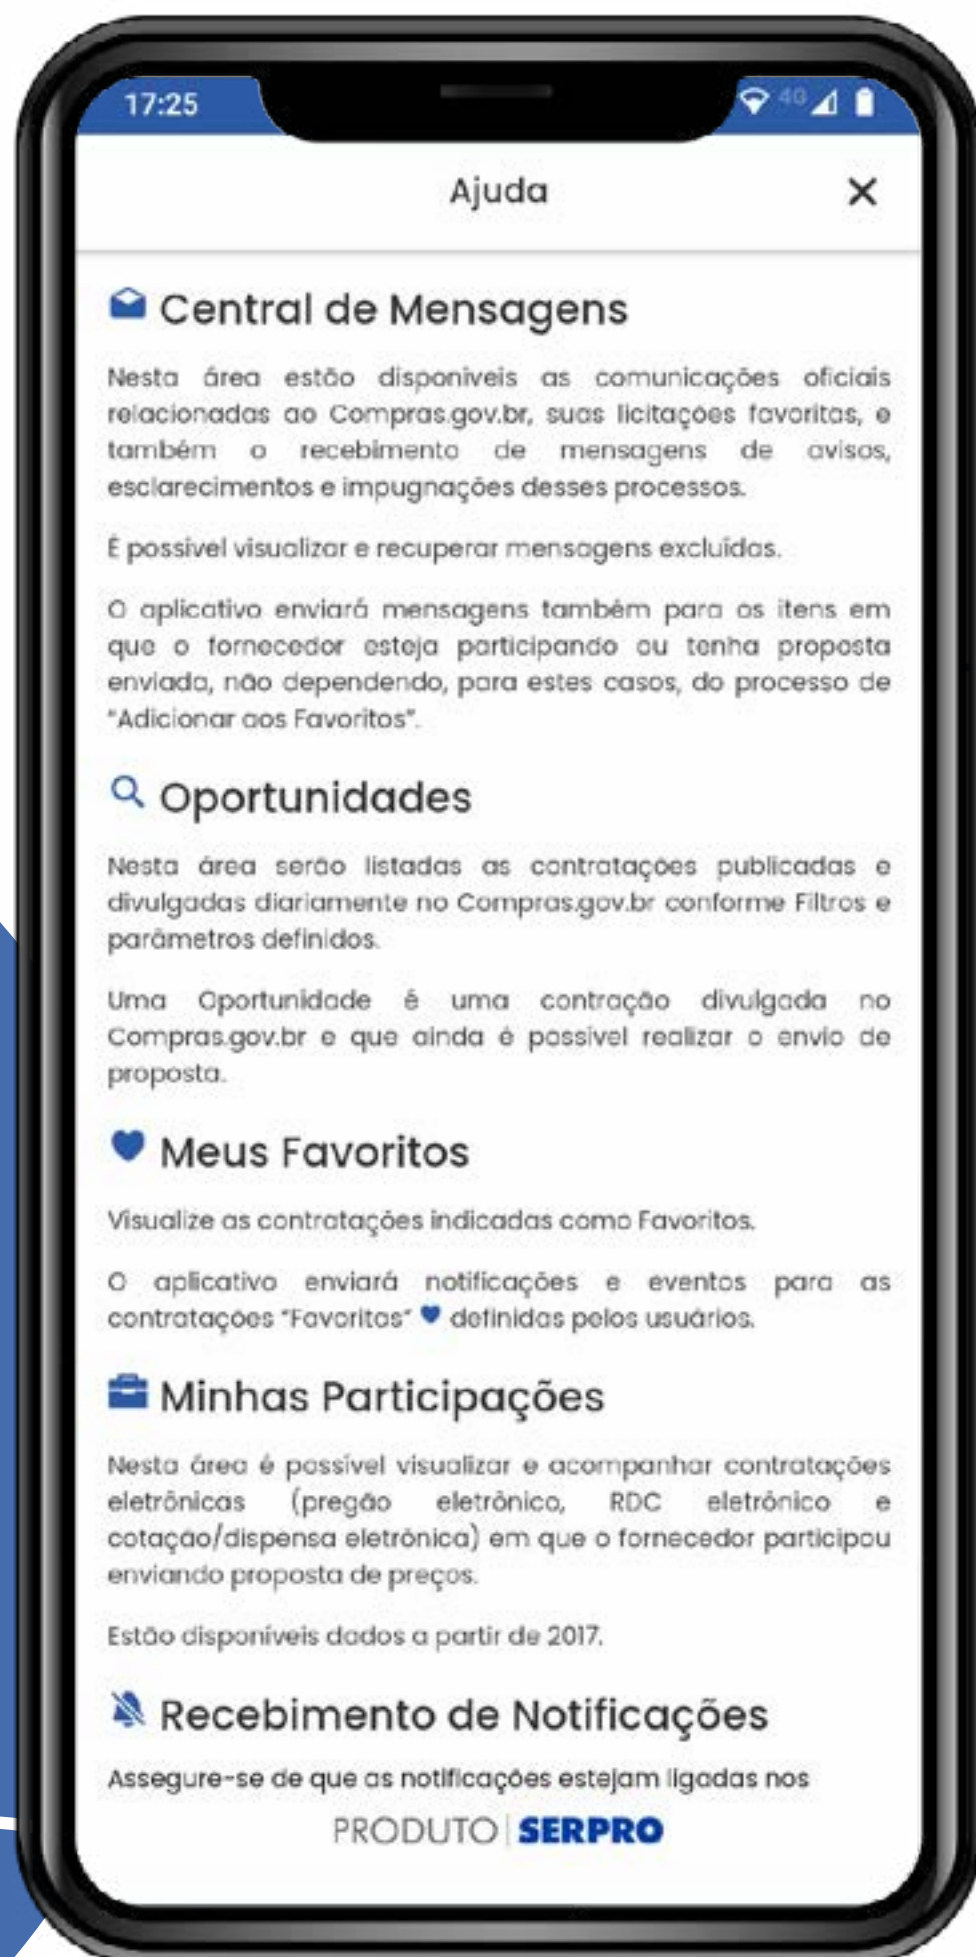 17:25
4G
Ajuda
Central de Mensagens
Nesta área estão disponíveis as comunicações oficiais
relacionadas ao Compras.gov.br, suas licitações favoritas, e
também o recebimento de mensagens de avisos,
esclarecimentos e impugnações desses processos.
É possível visualizar e recuperar mensagens excluídas.
O aplicativo enviará mensagens também para os itens em
que o fornecedor esteja participando ou tenha proposta
enviada, não dependendo, para estes casos, do processo de
"Adicionar aos Favoritos".
Oportunidades
Nesta área serão listadas as contratações publicadas e
divulgadas diariamente no Compras.gov.br conforme Filtros e
parâmetros definidos.
Uma Oportunidade é uma contração divulgada no
Compras.gov.br e que ainda é possível realizar o envio de
proposta.
Meus Favoritos
Visualize as contratações indicadas como Favoritos.
O aplicativo enviará notificações e eventos para as
contratações "Favoritas" definidas pelos usuários.
Minhas Participações
Nesta área é possível visualizar e acompanhar contratações
eletrônicas (pregão eletrônico, RDC eletrônico e
cotação/dispensa eletrônica) em que o fornecedor participou
enviando proposta de preços.
Estão disponíveis dados a partir de 2017.
Recebimento de Notificações
Assegure-se de que as notificações estejam ligadas nos
PRODUTO | SERPRO